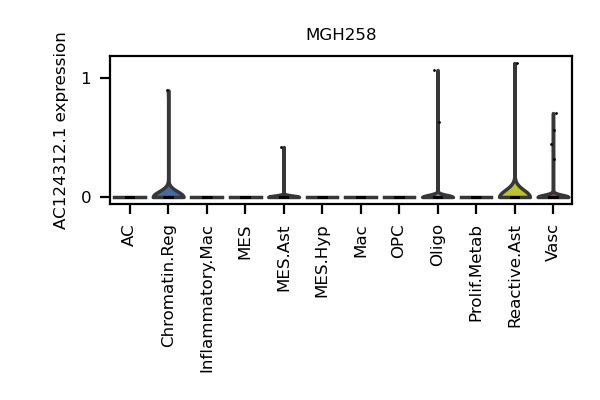 MGH258
AC124312.1 expression
1
0
AC
Chromatin.Reg
Inflammatory.Mac
MES
MES.Ast
MES.Hyp
Mac
OPC
Oligo
Prolif.Metab
Reactive.Ast
Vasc